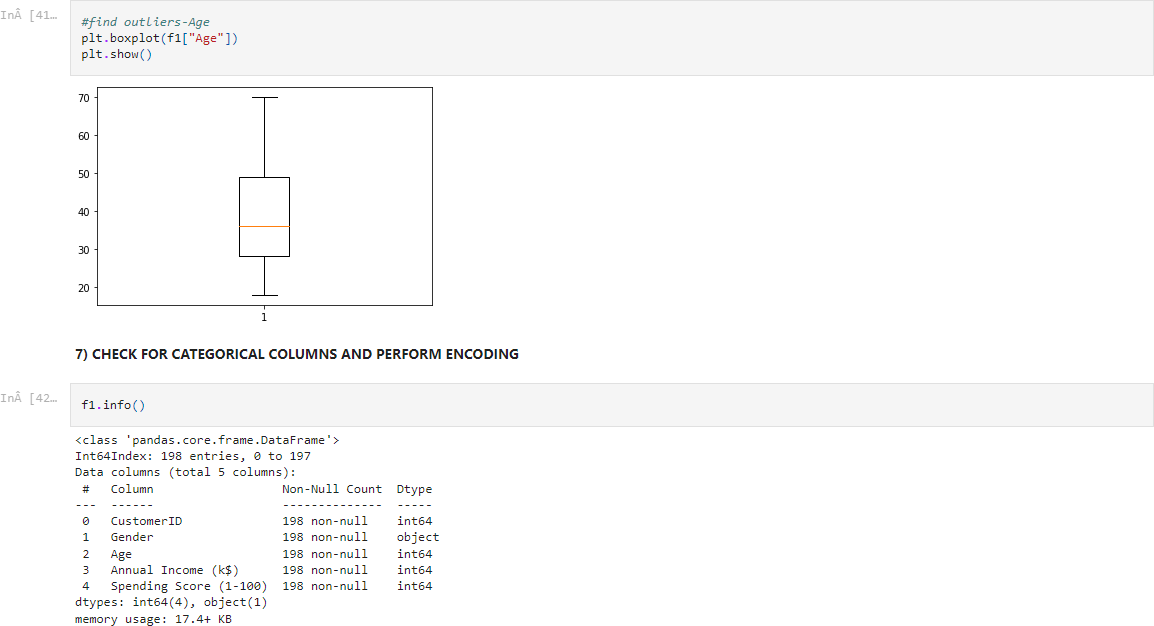 InÂ [41…
#find outliers-Age
plt.boxplot(f1["Age"])
plt.show()
70
60
50
40
30
20
1
7) CHECK FOR CATEGORICAL COLUMNS AND PERFORM ENCODING
InÂ [42…
f1.info()
<class 'pandas.core.frame.DataFrame'>
Int64Index: 198 entries, 0 to 197
Data columns (total 5 columns):
 #   Column                  Non-Null Count  Dtype
---  ------                  --------------  -----
 0   CustomerID              198 non-null    int64
 1   Gender                  198 non-null    object
 2   Age                     198 non-null    int64
 3   Annual Income (k$)      198 non-null    int64
 4   Spending Score (1-100)  198 non-null    int64
dtypes: int64(4), object(1)
memory usage: 17.4+ KB